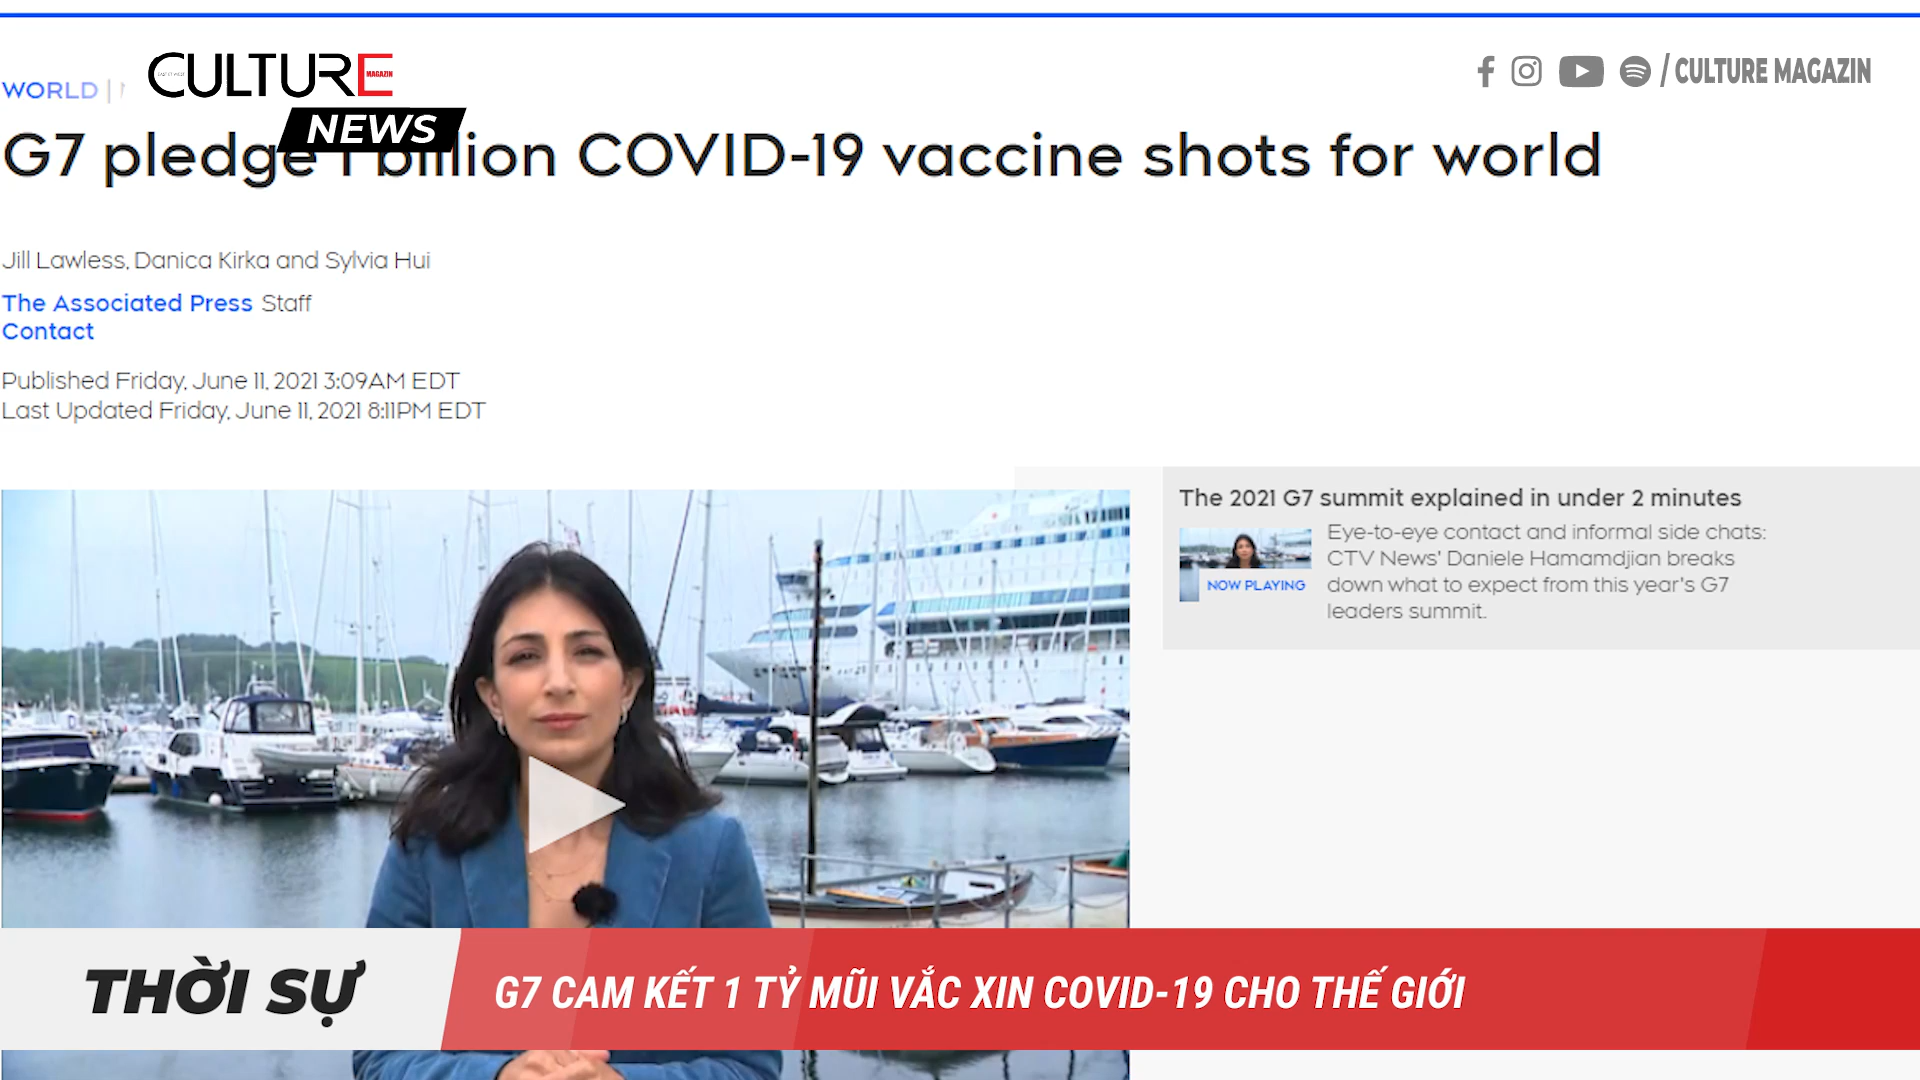 CULTURE
MAGAZIN
NEWS
/ CULTURE MAGAZIN
WORLD |
G7 pledge 1 billion COVID-19 vaccine shots for world
Jill Lawless, Danica Kirka and Sylvia Hui
The Associated Press Staff
Contact
Published Friday, June 11, 2021 3:09AM EDT
Last Updated Friday, June 11, 2021 8:11PM EDT
The 2021 G7 summit explained in under 2 minutes
Eye-to-eye contact and informal side chats:
CTV News' Daniele Hamamdjian breaks
down what to expect from this year's G7
leaders summit.
NOW PLAYING
THỜI SỰ
G7 CAM KẾT 1 TỶ MŨI VẮC XIN COVID-19 CHO THẾ GIỚI